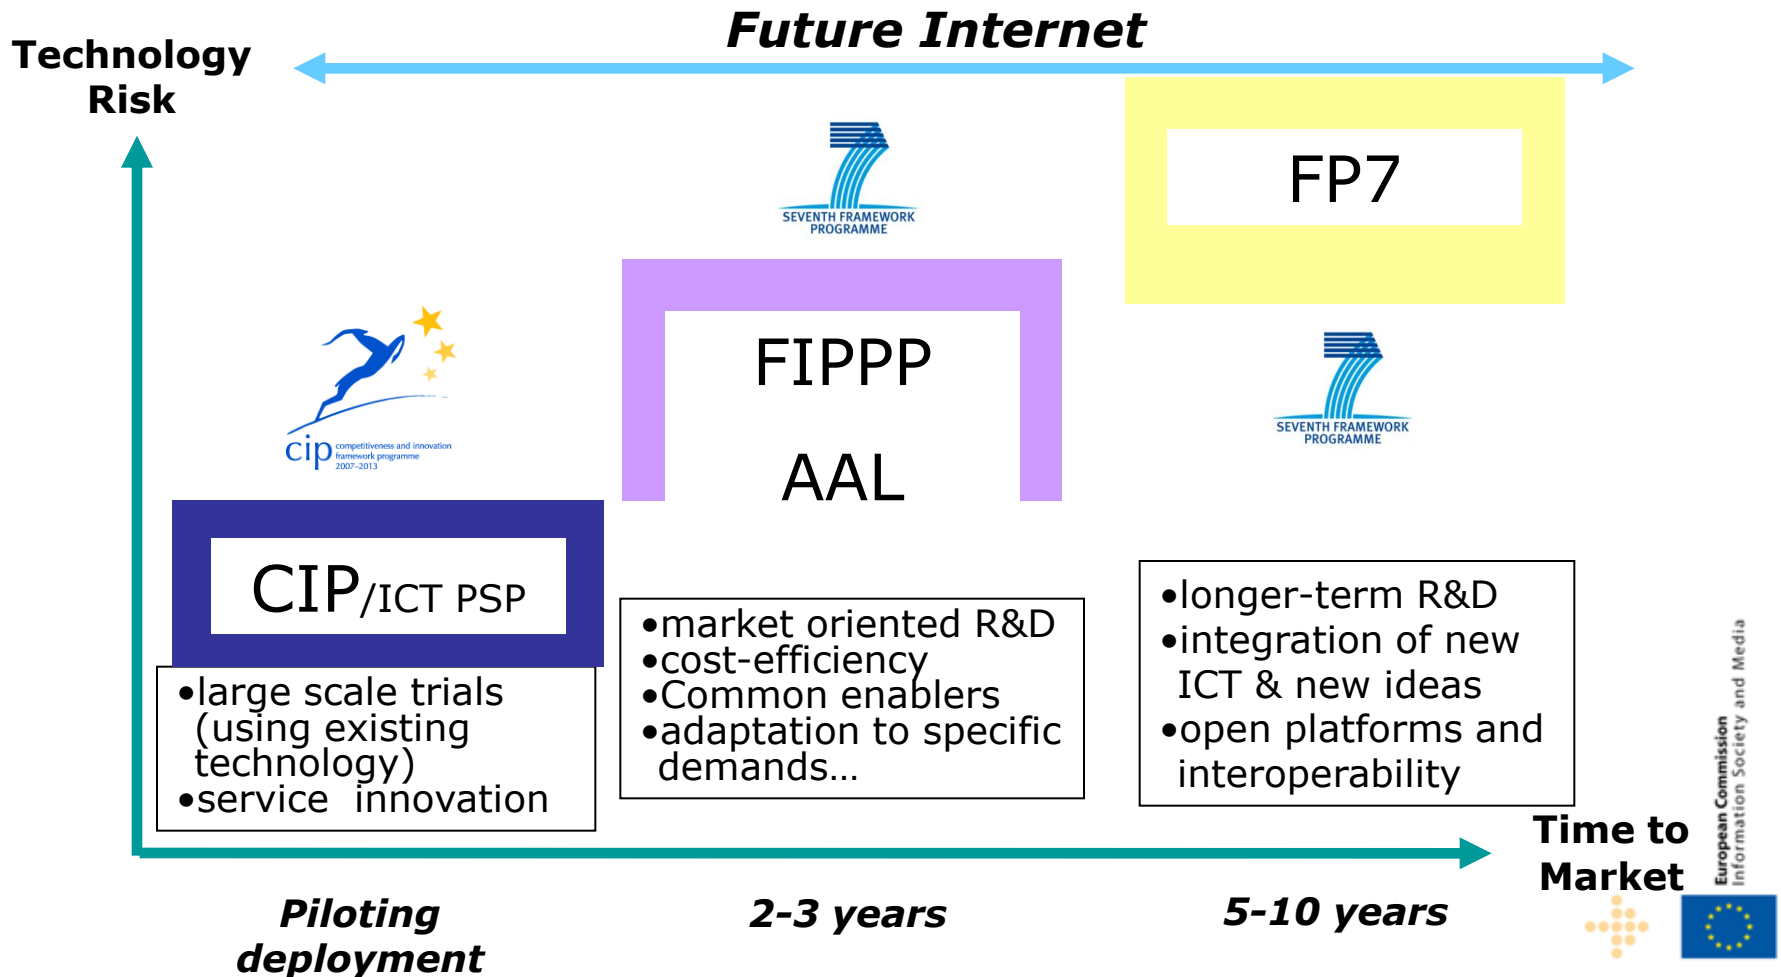 Future Internet
Technology
Risk
SEVENTH FRAMEWORK
PROGRAMME
FP7
cip competitiveness and innovation
framework programme
2007–2013
FIPPP
AAL
SEVENTH FRAMEWORK
PROGRAMME
CIP/ICT PSP
•large scale trials
(using existing
technology)
•service innovation
•market oriented R&D
•cost-efficiency
•Common enablers
•adaptation to specific
demands…
•longer-term R&D
•integration of new
ICT & new ideas
•open platforms and
interoperability
Time to
Market
Piloting
deployment
2-3 years
5-10 years
European Commission
Information Society and Media